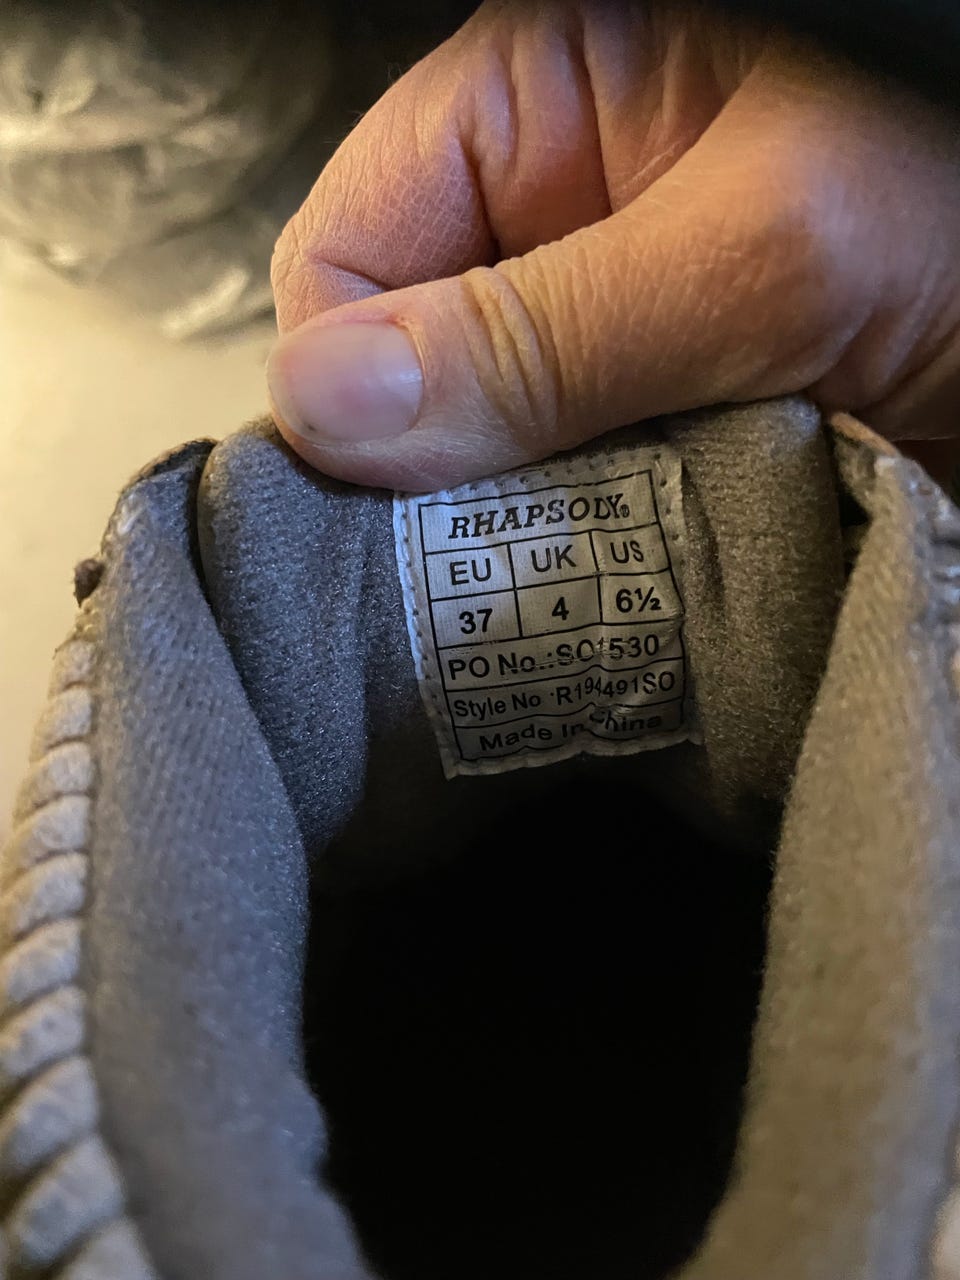 RHAPSODY®
EU UK US
37 4 6½
PO No.:SO1530
Style No :R194491SO
Made In China